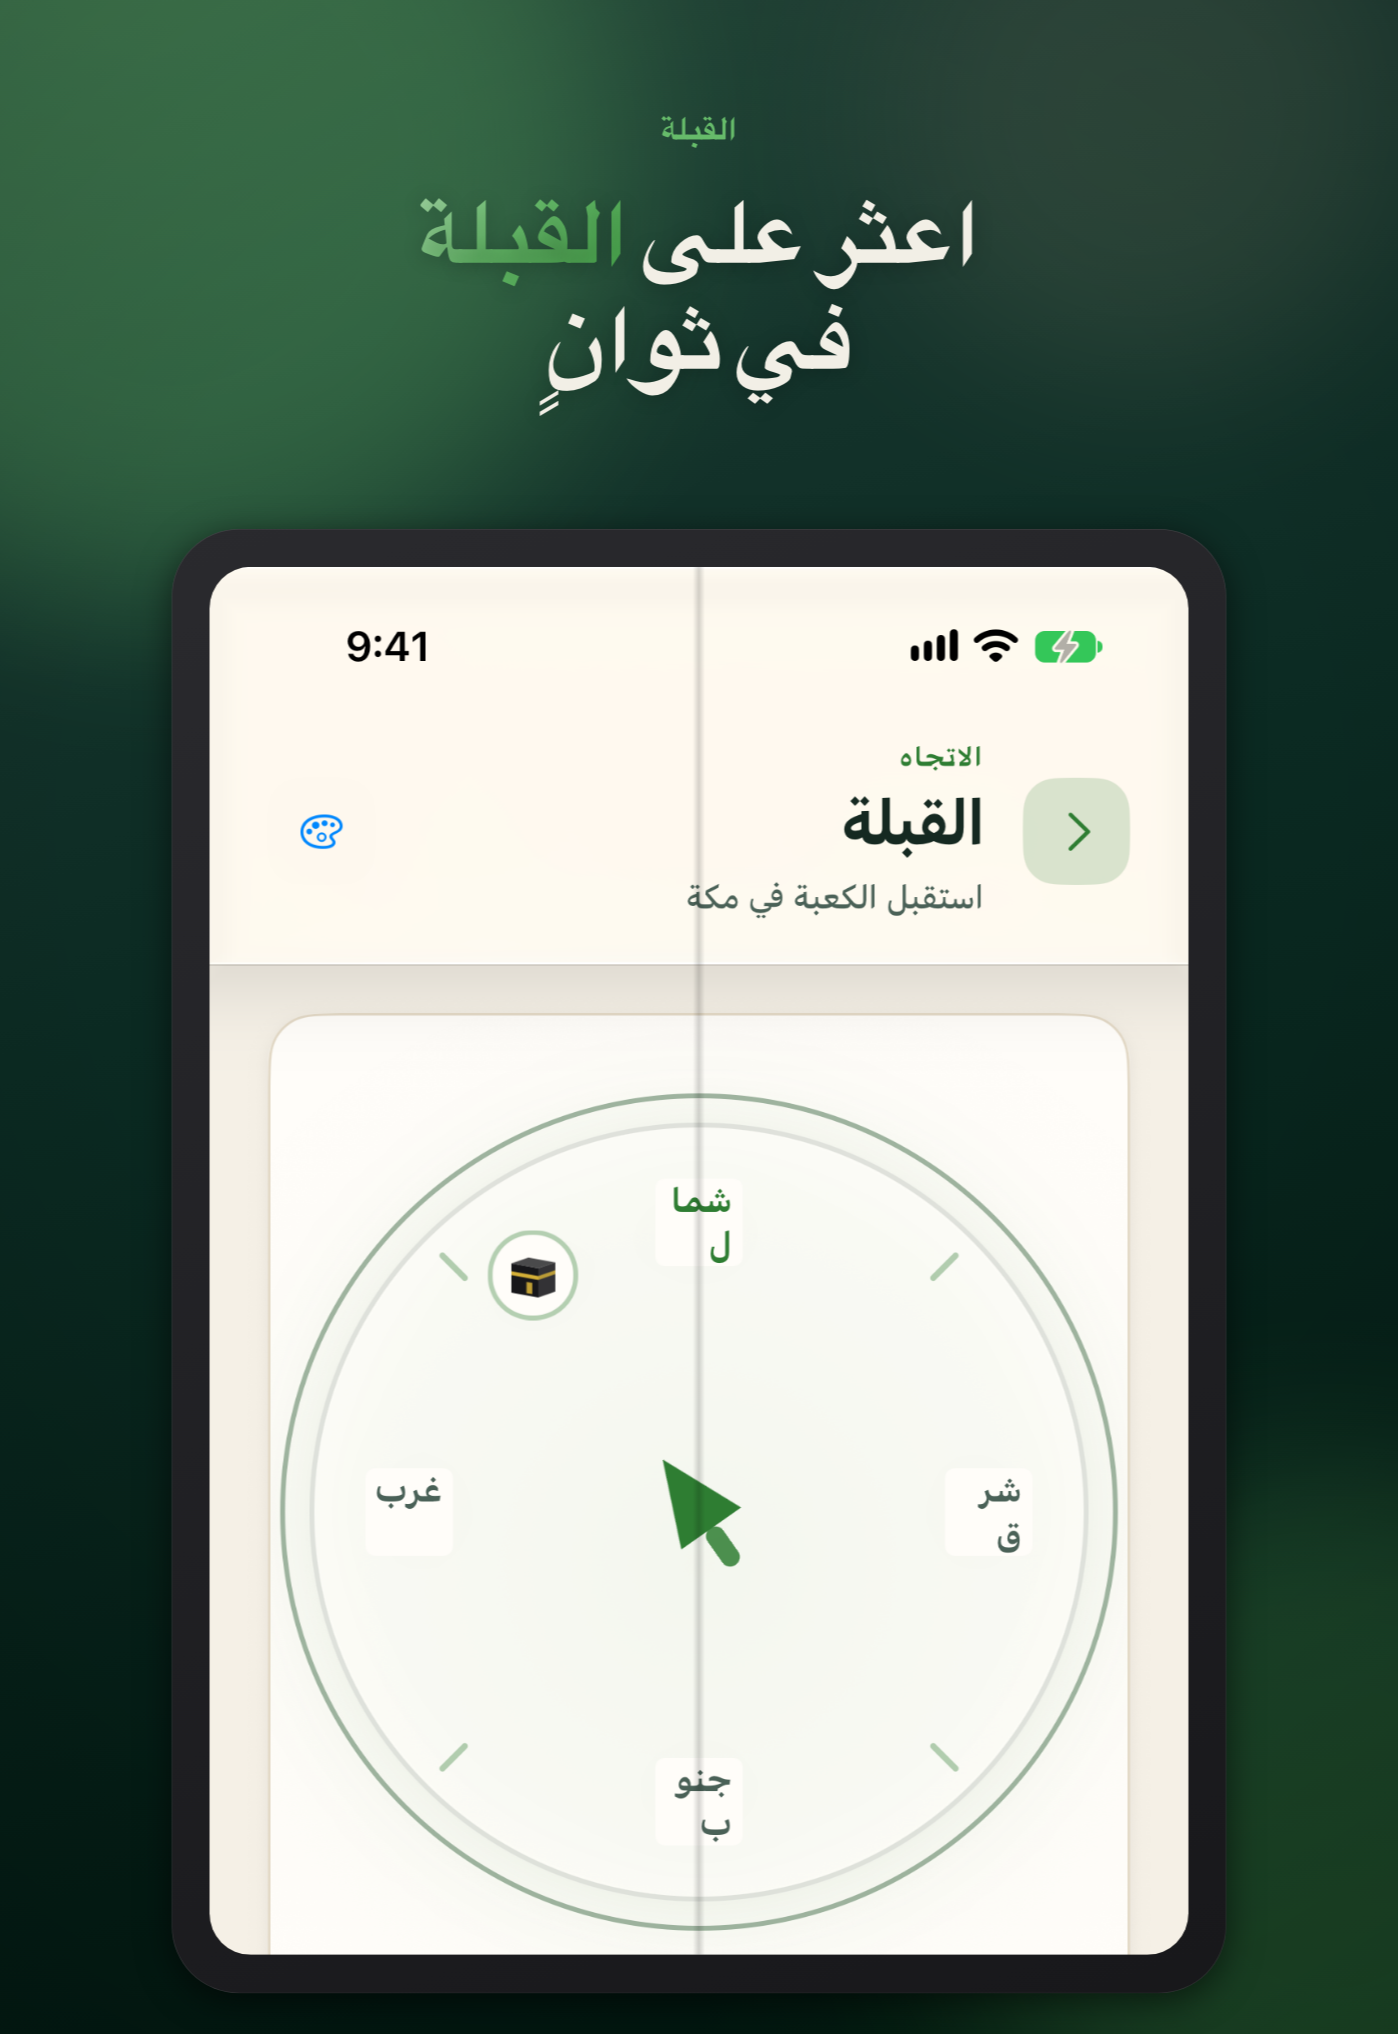 القبلة
اعثر على القبلة
في ثوانٍ
9:41
الاتجاه
القبلة
استقبل الكعبة في مكة
شما
ل
غرب
شر
ق
جنو
ب